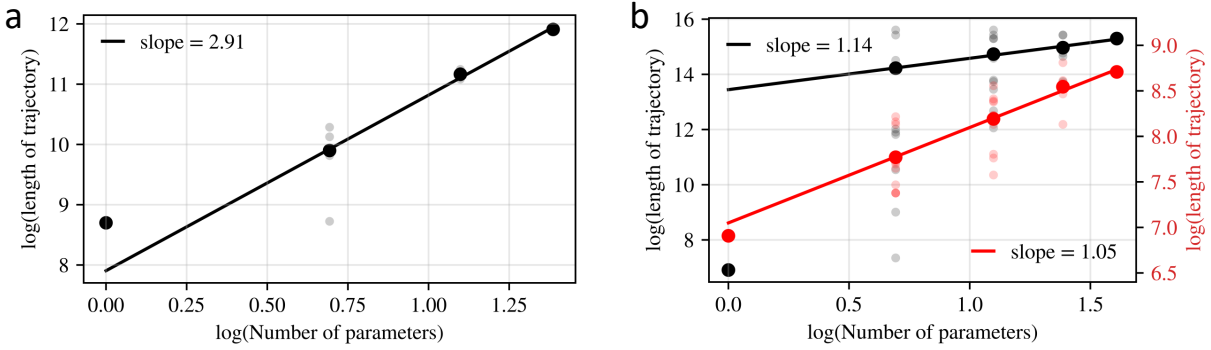 a
12
11
10
9
8
log(length of trajectory)
slope = 2.91
0.00 0.25 0.50 0.75 1.00 1.25
log(Number of parameters)
b
16
14
12
10
8
log(length of trajectory)
slope = 1.14
slope = 1.05
9.0
8.5
8.0
7.5
7.0
6.5
log(length of trajectory)
0.0 0.5 1.0 1.5
log(Number of parameters)